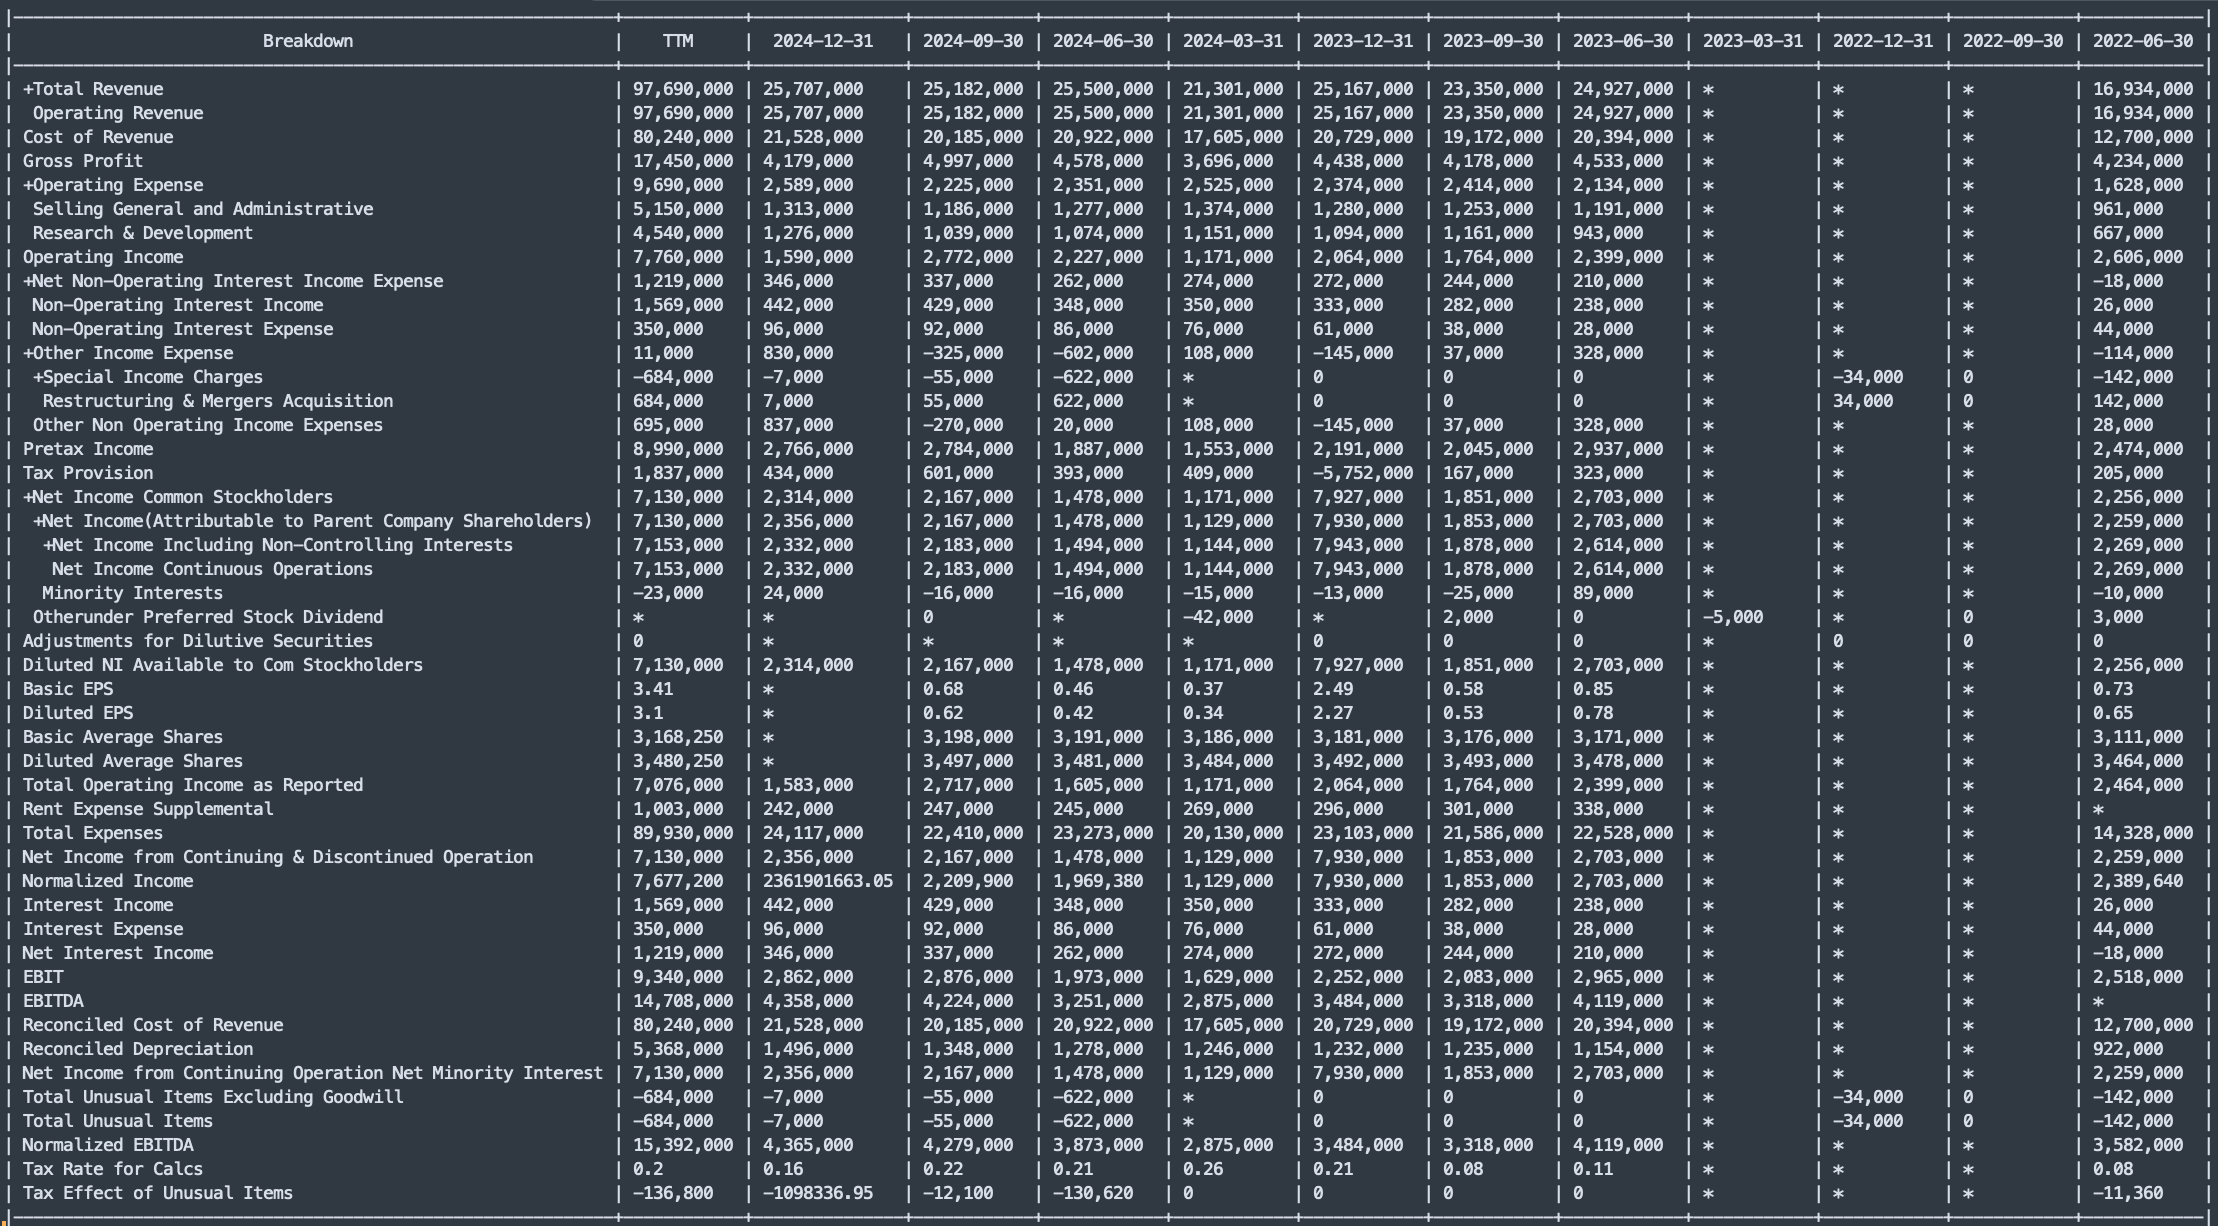 Breakdown | TTM | 2024-12-31 | 2024-09-30 | 2024-06-30 | 2024-03-31 | 2023-12-31 | 2023-09-30 | 2023-06-30 | 2023-03-31 | 2022-12-31 | 2022-09-30 | 2022-06-30
+Total Revenue | 97,690,000 | 25,707,000 | 25,182,000 | 25,500,000 | 21,301,000 | 25,167,000 | 23,350,000 | 24,927,000 | * | * | * | 16,934,000
Operating Revenue | 97,690,000 | 25,707,000 | 25,182,000 | 25,500,000 | 21,301,000 | 25,167,000 | 23,350,000 | 24,927,000 | * | * | * | 16,934,000
Cost of Revenue | 80,240,000 | 21,528,000 | 20,185,000 | 20,922,000 | 17,605,000 | 20,729,000 | 19,172,000 | 20,394,000 | * | * | * | 12,700,000
Gross Profit | 17,450,000 | 4,179,000 | 4,997,000 | 4,578,000 | 3,696,000 | 4,438,000 | 4,178,000 | 4,533,000 | * | * | * | 4,234,000
+Operating Expense | 9,690,000 | 2,589,000 | 2,225,000 | 2,351,000 | 2,525,000 | 2,374,000 | 2,414,000 | 2,134,000 | * | * | * | 1,628,000
Selling General and Administrative | 5,150,000 | 1,313,000 | 1,186,000 | 1,277,000 | 1,374,000 | 1,280,000 | 1,253,000 | 1,191,000 | * | * | * | 961,000
Research & Development | 4,540,000 | 1,276,000 | 1,039,000 | 1,074,000 | 1,151,000 | 1,094,000 | 1,161,000 | 943,000 | * | * | * | 667,000
Operating Income | 7,760,000 | 1,590,000 | 2,772,000 | 2,227,000 | 1,171,000 | 2,064,000 | 1,764,000 | 2,399,000 | * | * | * | 2,606,000
+Net Non-Operating Interest Income Expense | 1,219,000 | 346,000 | 337,000 | 262,000 | 274,000 | 272,000 | 244,000 | 210,000 | * | * | * | -18,000
Non-Operating Interest Income | 1,569,000 | 442,000 | 429,000 | 348,000 | 350,000 | 333,000 | 282,000 | 238,000 | * | * | * | 26,000
Non-Operating Interest Expense | 350,000 | 96,000 | 92,000 | 86,000 | 76,000 | 61,000 | 38,000 | 28,000 | * | * | * | 44,000
+Other Income Expense | 11,000 | 830,000 | -325,000 | -602,000 | 108,000 | -145,000 | 37,000 | 328,000 | * | * | * | -114,000
+Special Income Charges | -684,000 | -7,000 | -55,000 | -622,000 | * | 0 | 0 | 0 | * | -34,000 | 0 | -142,000
Restructuring & Mergers Acquisition | 684,000 | 7,000 | 55,000 | 622,000 | * | 0 | 0 | 0 | * | 34,000 | 0 | 142,000
Other Non Operating Income Expenses | 695,000 | 837,000 | -270,000 | 20,000 | 108,000 | -145,000 | 37,000 | 328,000 | * | * | * | 28,000
Pretax Income | 8,990,000 | 2,766,000 | 2,784,000 | 1,887,000 | 1,553,000 | 2,191,000 | 2,045,000 | 2,937,000 | * | * | * | 2,474,000
Tax Provision | 1,837,000 | 434,000 | 601,000 | 393,000 | 409,000 | -5,752,000 | 167,000 | 323,000 | * | * | * | 205,000
+Net Income Common Stockholders | 7,130,000 | 2,314,000 | 2,167,000 | 1,478,000 | 1,171,000 | 7,927,000 | 1,851,000 | 2,703,000 | * | * | * | 2,256,000
+Net Income(Attributable to Parent Company Shareholders) | 7,130,000 | 2,356,000 | 2,167,000 | 1,478,000 | 1,129,000 | 7,930,000 | 1,853,000 | 2,703,000 | * | * | * | 2,259,000
+Net Income Including Non-Controlling Interests | 7,153,000 | 2,332,000 | 2,183,000 | 1,494,000 | 1,144,000 | 7,943,000 | 1,878,000 | 2,614,000 | * | * | * | 2,269,000
Net Income Continuous Operations | 7,153,000 | 2,332,000 | 2,183,000 | 1,494,000 | 1,144,000 | 7,943,000 | 1,878,000 | 2,614,000 | * | * | * | 2,269,000
Minority Interests | -23,000 | 24,000 | -16,000 | -16,000 | -15,000 | -13,000 | -25,000 | 89,000 | * | * | * | -10,000
Otherunder Preferred Stock Dividend | * | * | 0 | * | -42,000 | * | 2,000 | 0 | -5,000 | * | 0 | 3,000
Adjustments for Dilutive Securities | 0 | * | * | * | * | 0 | 0 | 0 | * | 0 | 0 | 0
Diluted NI Available to Com Stockholders | 7,130,000 | 2,314,000 | 2,167,000 | 1,478,000 | 1,171,000 | 7,927,000 | 1,851,000 | 2,703,000 | * | * | * | 2,256,000
Basic EPS | 3.41 | * | 0.68 | 0.46 | 0.37 | 2.49 | 0.58 | 0.85 | * | * | * | 0.73
Diluted EPS | 3.1 | * | 0.62 | 0.42 | 0.34 | 2.27 | 0.53 | 0.78 | * | * | * | 0.65
Basic Average Shares | 3,168,250 | * | 3,198,000 | 3,191,000 | 3,186,000 | 3,181,000 | 3,176,000 | 3,171,000 | * | * | * | 3,111,000
Diluted Average Shares | 3,480,250 | * | 3,497,000 | 3,481,000 | 3,484,000 | 3,492,000 | 3,493,000 | 3,478,000 | * | * | * | 3,464,000
Total Operating Income as Reported | 7,076,000 | 1,583,000 | 2,717,000 | 1,605,000 | 1,171,000 | 2,064,000 | 1,764,000 | 2,399,000 | * | * | * | 2,464,000
Rent Expense Supplemental | 1,003,000 | 242,000 | 247,000 | 245,000 | 269,000 | 296,000 | 301,000 | 338,000 | * | * | * | *
Total Expenses | 89,930,000 | 24,117,000 | 22,410,000 | 23,273,000 | 20,130,000 | 23,103,000 | 21,586,000 | 22,528,000 | * | * | * | 14,328,000
Net Income from Continuing & Discontinued Operation | 7,130,000 | 2,356,000 | 2,167,000 | 1,478,000 | 1,129,000 | 7,930,000 | 1,853,000 | 2,703,000 | * | * | * | 2,259,000
Normalized Income | 7,677,200 | 2361901663.05 | 2,209,900 | 1,969,380 | 1,129,000 | 7,930,000 | 1,853,000 | 2,703,000 | * | * | * | 2,389,640
Interest Income | 1,569,000 | 442,000 | 429,000 | 348,000 | 350,000 | 333,000 | 282,000 | 238,000 | * | * | * | 26,000
Interest Expense | 350,000 | 96,000 | 92,000 | 86,000 | 76,000 | 61,000 | 38,000 | 28,000 | * | * | * | 44,000
Net Interest Income | 1,219,000 | 346,000 | 337,000 | 262,000 | 274,000 | 272,000 | 244,000 | 210,000 | * | * | * | -18,000
EBIT | 9,340,000 | 2,862,000 | 2,876,000 | 1,973,000 | 1,629,000 | 2,252,000 | 2,083,000 | 2,965,000 | * | * | * | 2,518,000
EBITDA | 14,708,000 | 4,358,000 | 4,224,000 | 3,251,000 | 2,875,000 | 3,484,000 | 3,318,000 | 4,119,000 | * | * | * | *
Reconciled Cost of Revenue | 80,240,000 | 21,528,000 | 20,185,000 | 20,922,000 | 17,605,000 | 20,729,000 | 19,172,000 | 20,394,000 | * | * | * | 12,700,000
Reconciled Depreciation | 5,368,000 | 1,496,000 | 1,348,000 | 1,278,000 | 1,246,000 | 1,232,000 | 1,235,000 | 1,154,000 | * | * | * | 922,000
Net Income from Continuing Operation Net Minority Interest | 7,130,000 | 2,356,000 | 2,167,000 | 1,478,000 | 1,129,000 | 7,930,000 | 1,853,000 | 2,703,000 | * | * | * | 2,259,000
Total Unusual Items Excluding Goodwill | -684,000 | -7,000 | -55,000 | -622,000 | * | 0 | 0 | 0 | * | -34,000 | 0 | -142,000
Total Unusual Items | -684,000 | -7,000 | -55,000 | -622,000 | * | 0 | 0 | 0 | * | -34,000 | 0 | -142,000
Normalized EBITDA | 15,392,000 | 4,365,000 | 4,279,000 | 3,873,000 | 2,875,000 | 3,484,000 | 3,318,000 | 4,119,000 | * | * | * | 3,582,000
Tax Rate for Calcs | 0.2 | 0.16 | 0.22 | 0.21 | 0.26 | 0.21 | 0.08 | 0.11 | * | * | * | 0.08
Tax Effect of Unusual Items | -136,800 | -1098336.95 | -12,100 | -130,620 | 0 | 0 | 0 | 0 | * | * | * | -11,360